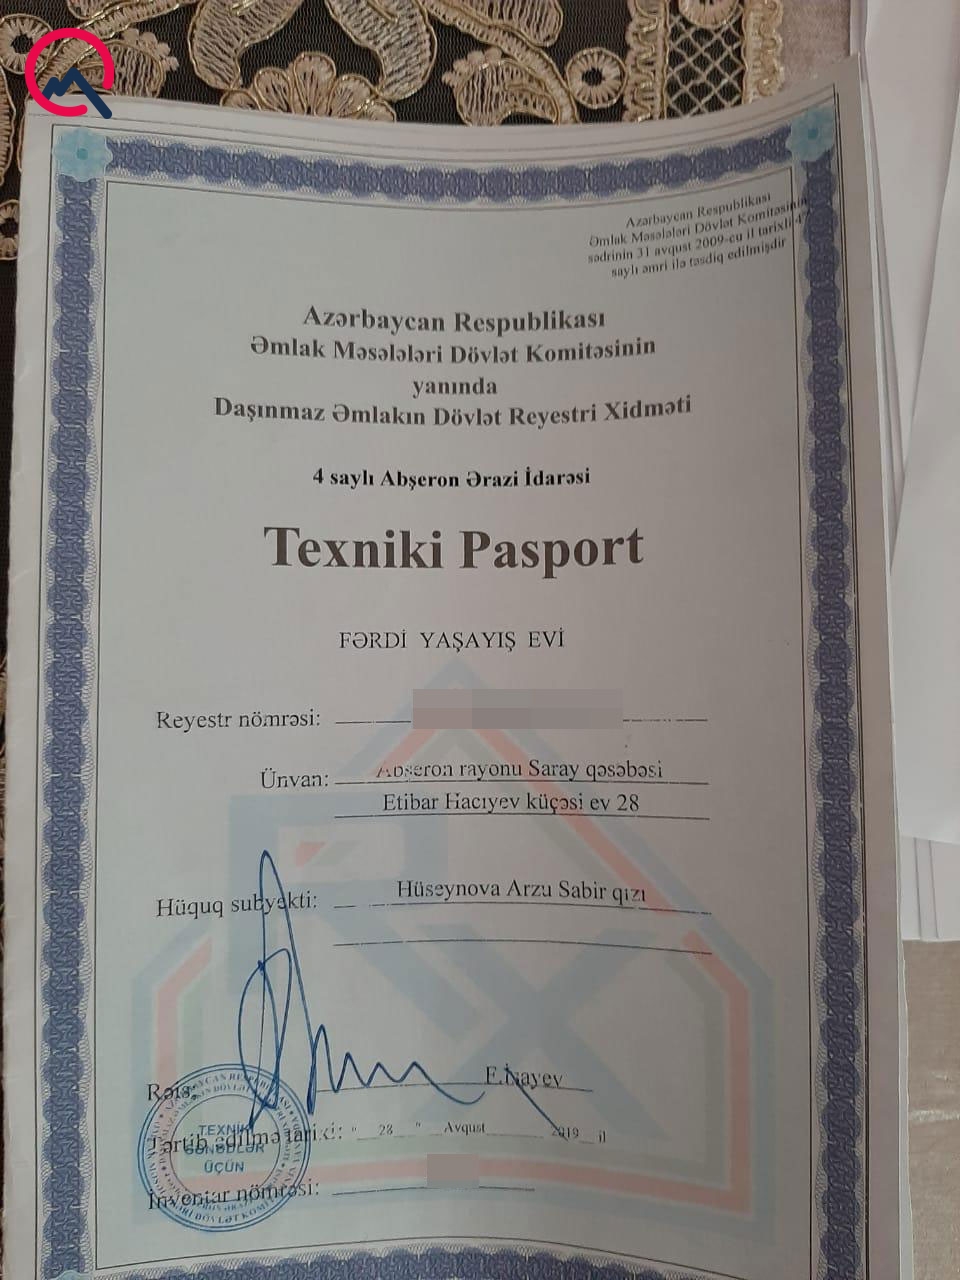 Azərbaycan Respublikası
Əmlak Məsələləri Dövlət Komitəsinin
sədrinin 31 avqust 2009-cu il tarixli 47
saylı əmri ilə təsdiq edilmişdir
Azərbaycan Respublikası
Əmlak Məsələləri Dövlət Komitəsinin
yanında
Daşınmaz Əmlakın Dövlət Reyestri Xidməti
4 saylı Abşeron Ərazi İdarəsi
Texniki Pasport
FƏRDİ YAŞAYIŞ EVİ
Reyestr nömrəsi:
Ünvan: Abşeron rayonu Saray qəsəbəsi
Etibar Hacıyev küçəsi ev 28
Hüquq subyekti: Hüseynova Arzu Sabir qızı
Rəis:
Tərtib edilmə tarixi: " 28 " Avqust 2019 il
TEXNİKİ
SƏNƏDLƏR
ÜÇÜN
İnventar nömrəsi: